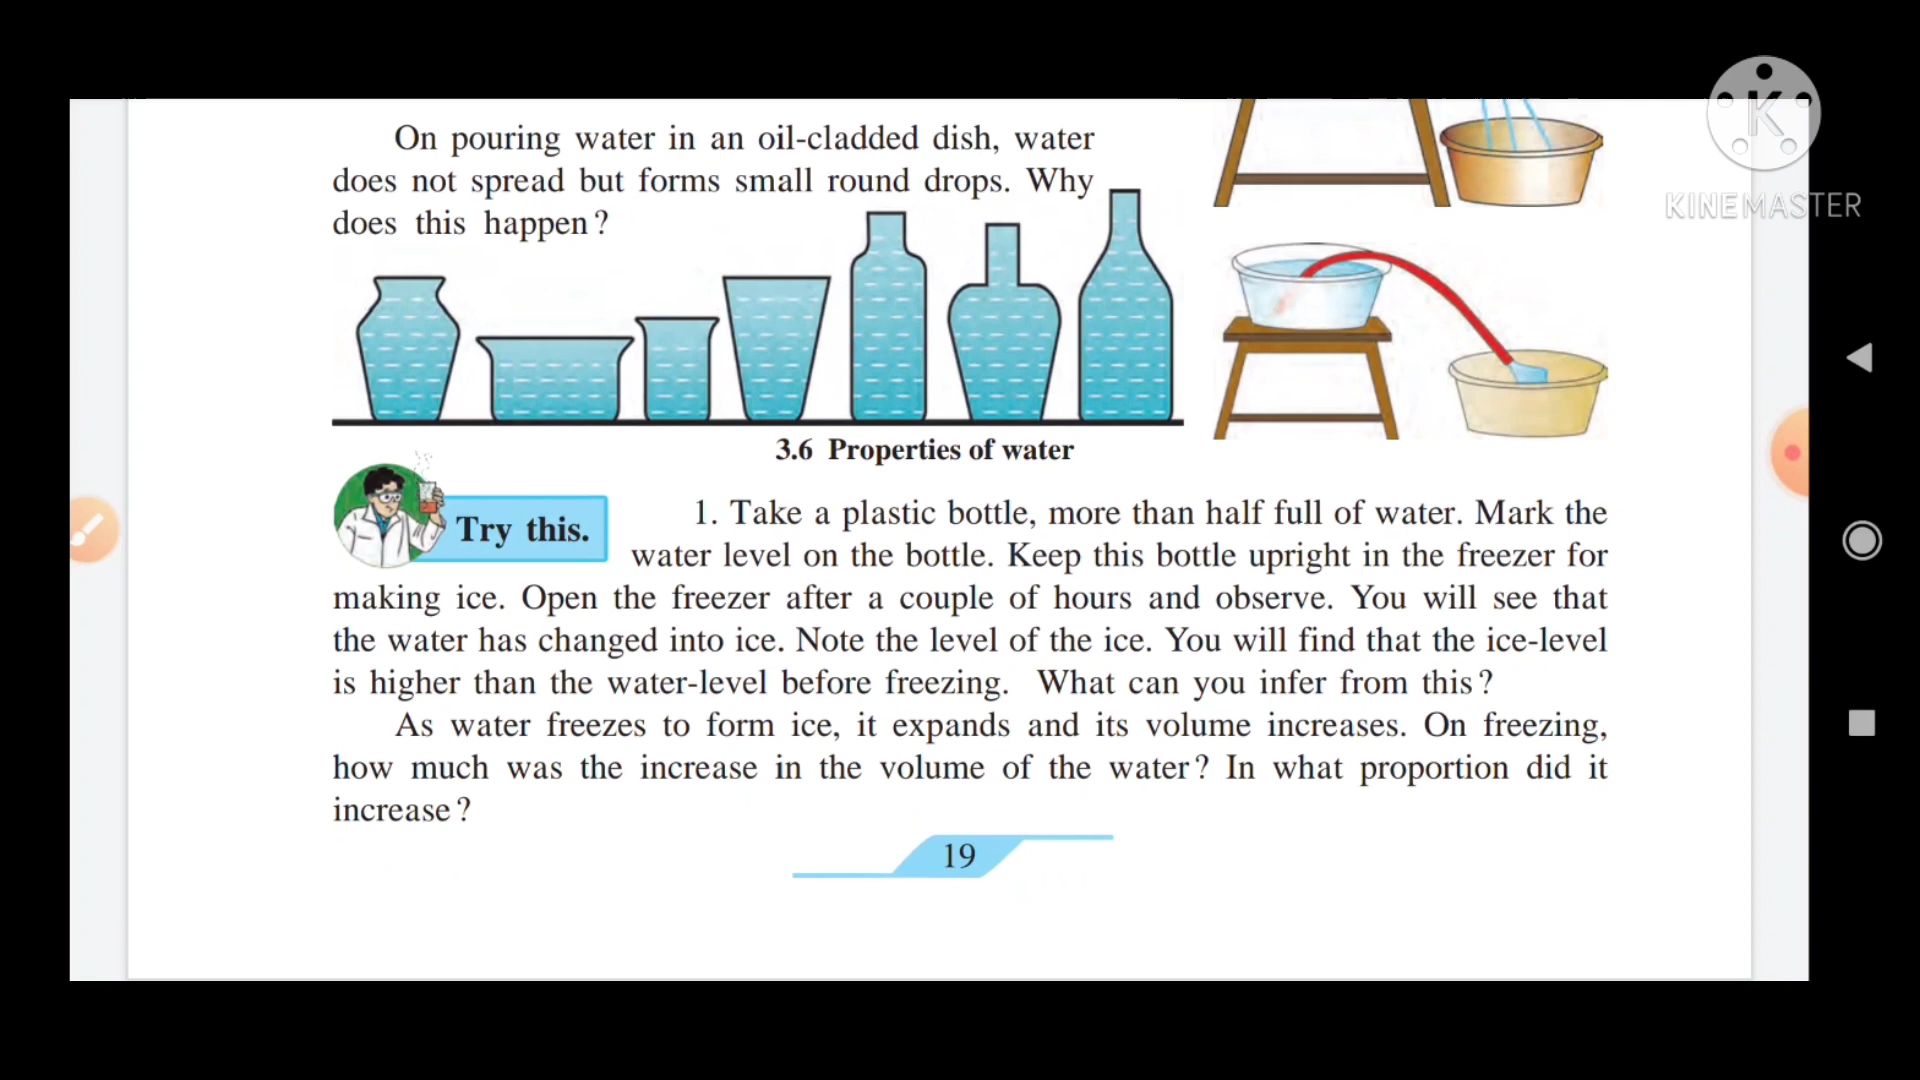 On pouring water in an oil-cladded dish, water
does not spread but forms small round drops. Why
does this happen?
3.6 Properties of water
Try this.
1. Take a plastic bottle, more than half full of water. Mark the
water level on the bottle. Keep this bottle upright in the freezer for
making ice. Open the freezer after a couple of hours and observe. You will see that
the water has changed into ice. Note the level of the ice. You will find that the ice-level
is higher than the water-level before freezing. What can you infer from this?
As water freezes to form ice, it expands and its volume increases. On freezing,
how much was the increase in the volume of the water? In what proportion did it
increase?
19
K
KINEMASTER